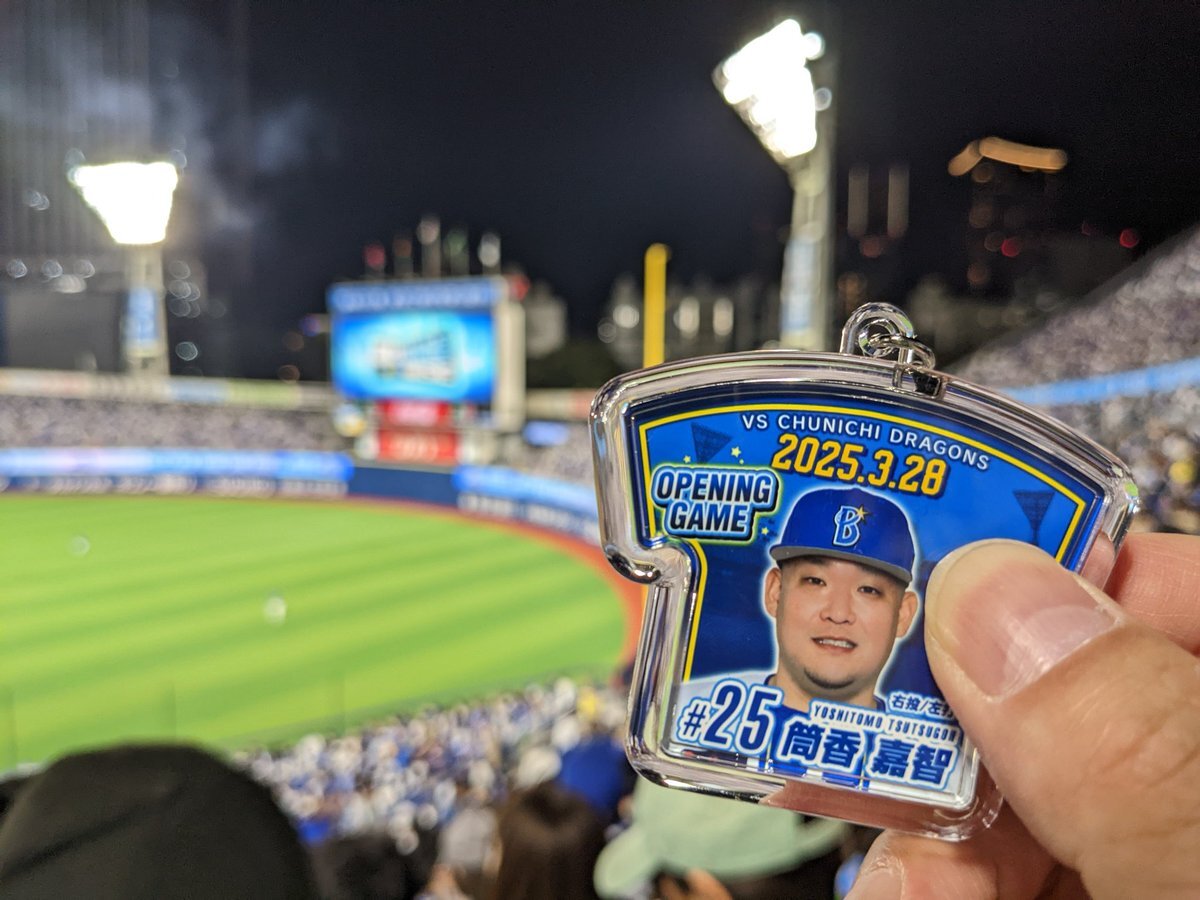 VS CHUNICHI DRAGONS
2025.3.28
OPENING
GAME
B
右投/左打
#25
YOSHITOMO TSUTSUGOH
筒香 嘉智